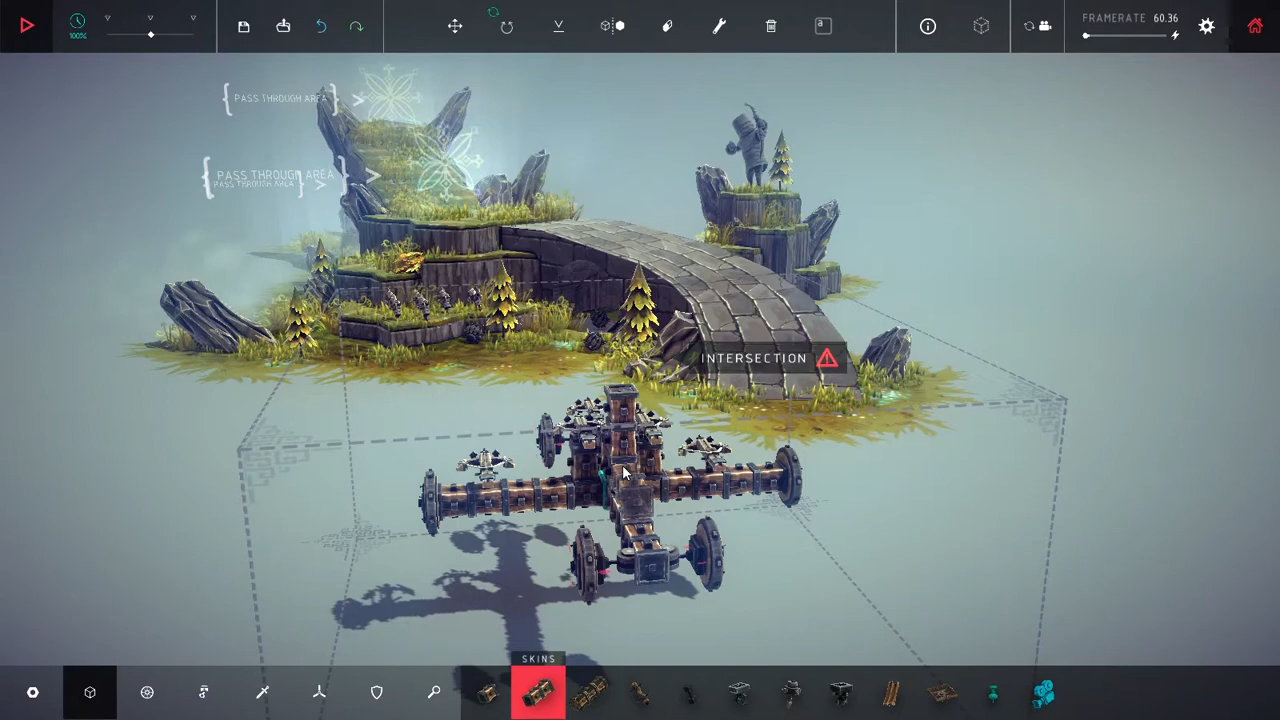 100%
a
FRAMERATE 60.36
PASS THROUGH AREA
PASS THROUGH AREA
PASS THROUGH AREA
INTERSECTION
SKINS